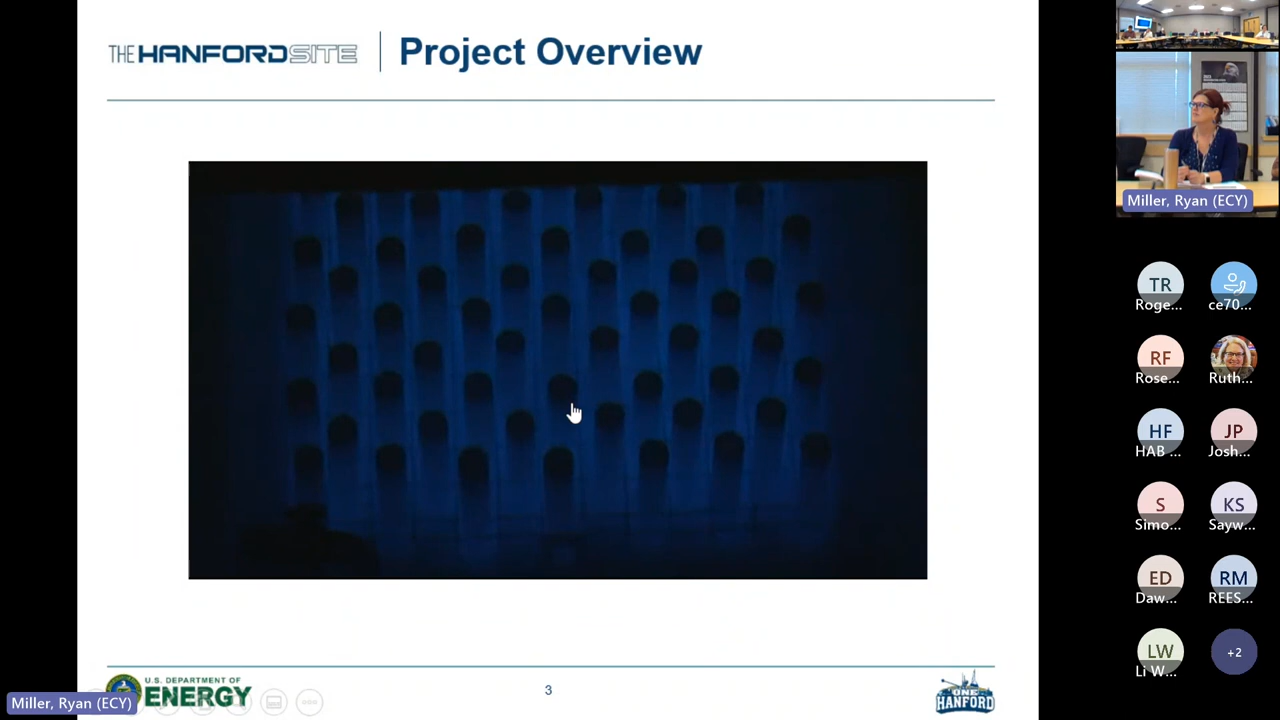 THE HANFORD SITE
Project Overview
U.S. DEPARTMENT OF
ENERGY
3
ONE
HANFORD
Miller, Ryan (ECY)
Miller, Ryan (ECY)
TR
Roge...
ce70...
RF
Rose...
Ruth...
HF
HAB ...
JP
Josh...
S
Simo...
KS
Sayw...
ED
Daw...
RM
REES...
LW
Li W...
+2